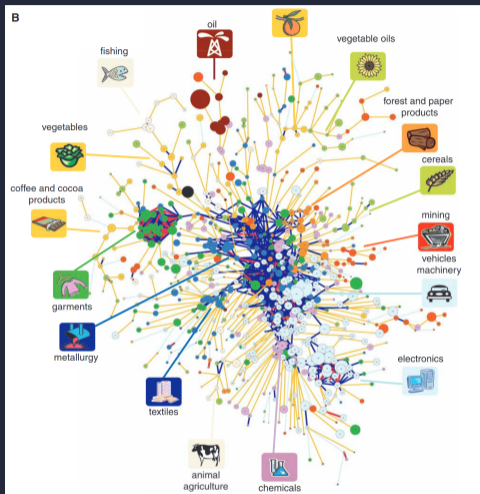 B
oil
fishing
vegetable oils
forest and paper
products
vegetables
cereals
coffee and cocoa
products
mining
vehicles
machinery
garments
metallurgy
electronics
textiles
animal
agriculture
chemicals